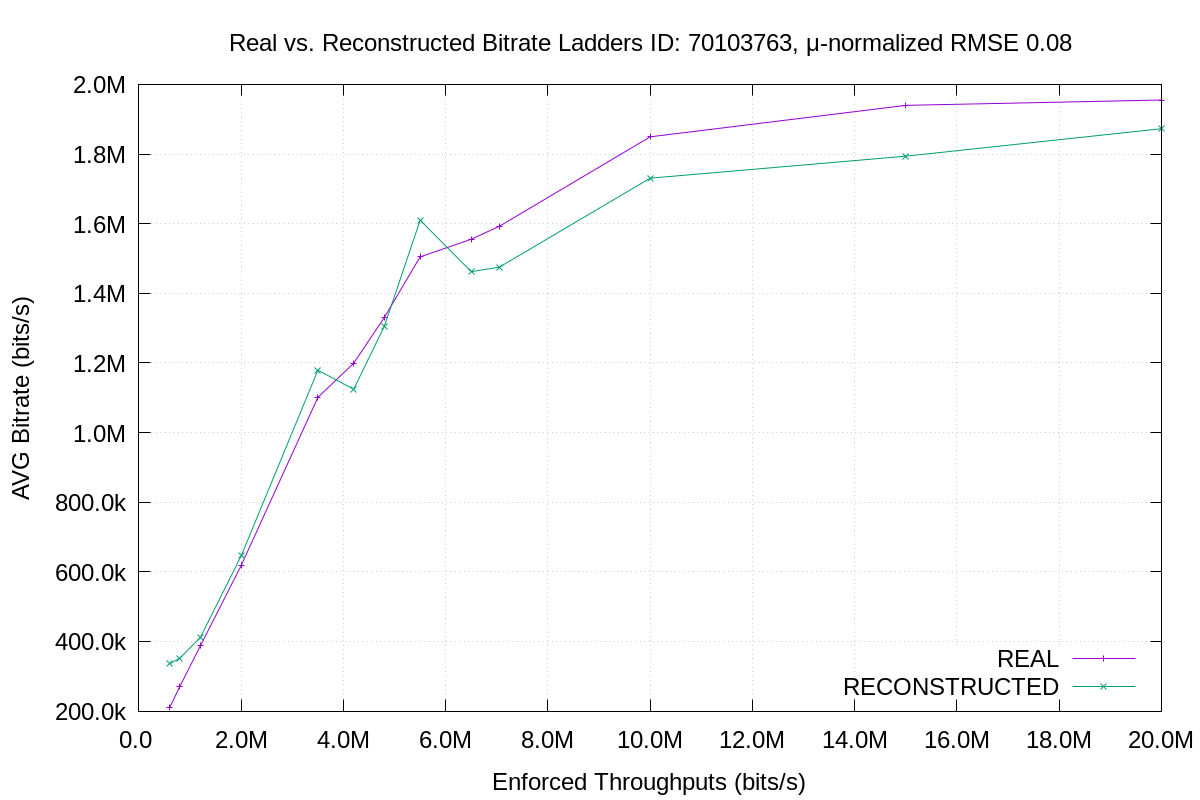 Real vs. Reconstructed Bitrate Ladders ID: 70103763, μ-normalized RMSE 0.08
2.0M
1.8M
1.6M
1.4M
1.2M
1.0M
800.0k
600.0k
400.0k
200.0k
AVG Bitrate (bits/s)
REAL
RECONSTRUCTED
0.0 2.0M 4.0M 6.0M 8.0M 10.0M 12.0M 14.0M 16.0M 18.0M 20.0M
Enforced Throughputs (bits/s)